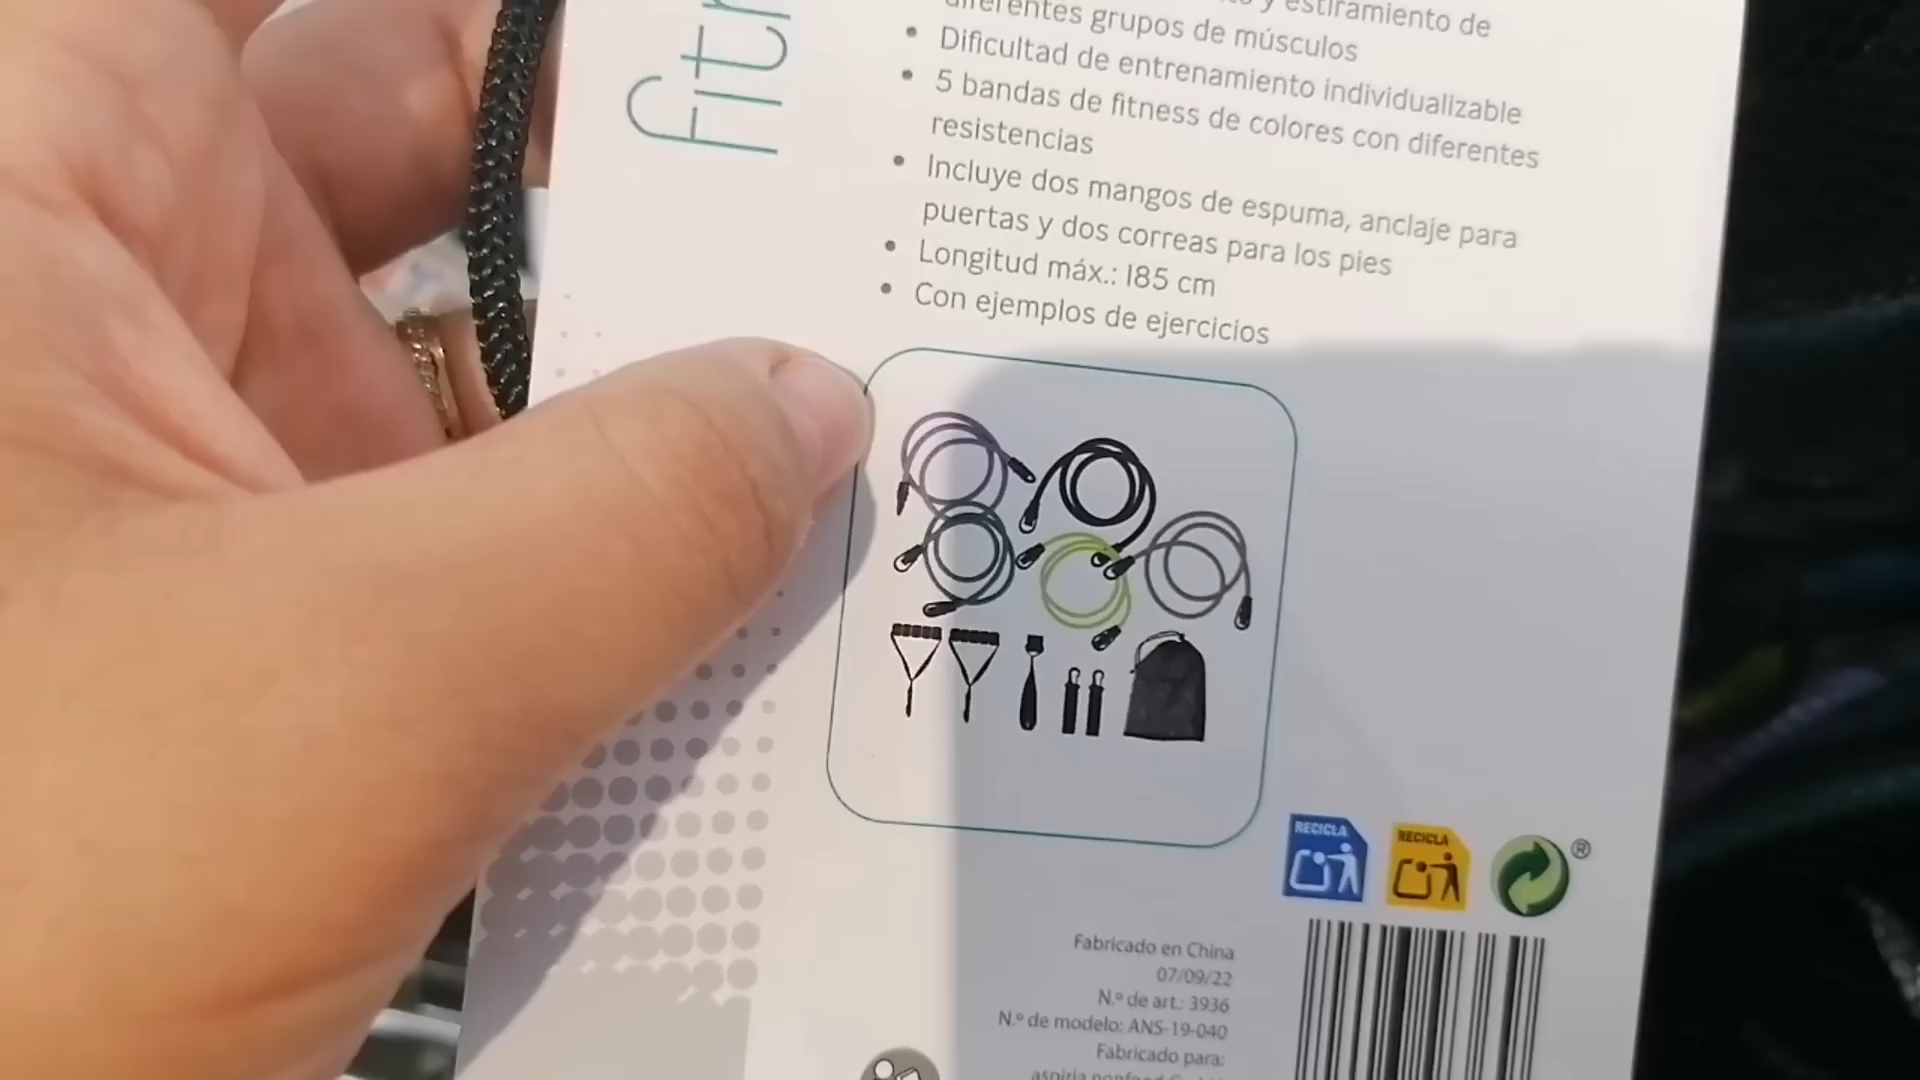 y estiramiento de
diferentes grupos de músculos
• Dificultad de entrenamiento individualizable
• 5 bandas de fitness de colores con diferentes
resistencias
• Incluye dos mangos de espuma, anclaje para
puertas y dos correas para los pies
• Longitud máx.: 185 cm
• Con ejemplos de ejercicios
RECICLA
RECICLA
®
Fabricado en China
07/09/22
N.º de art.: 3936
N.º de modelo: ANS-19-040
Fabricado para: